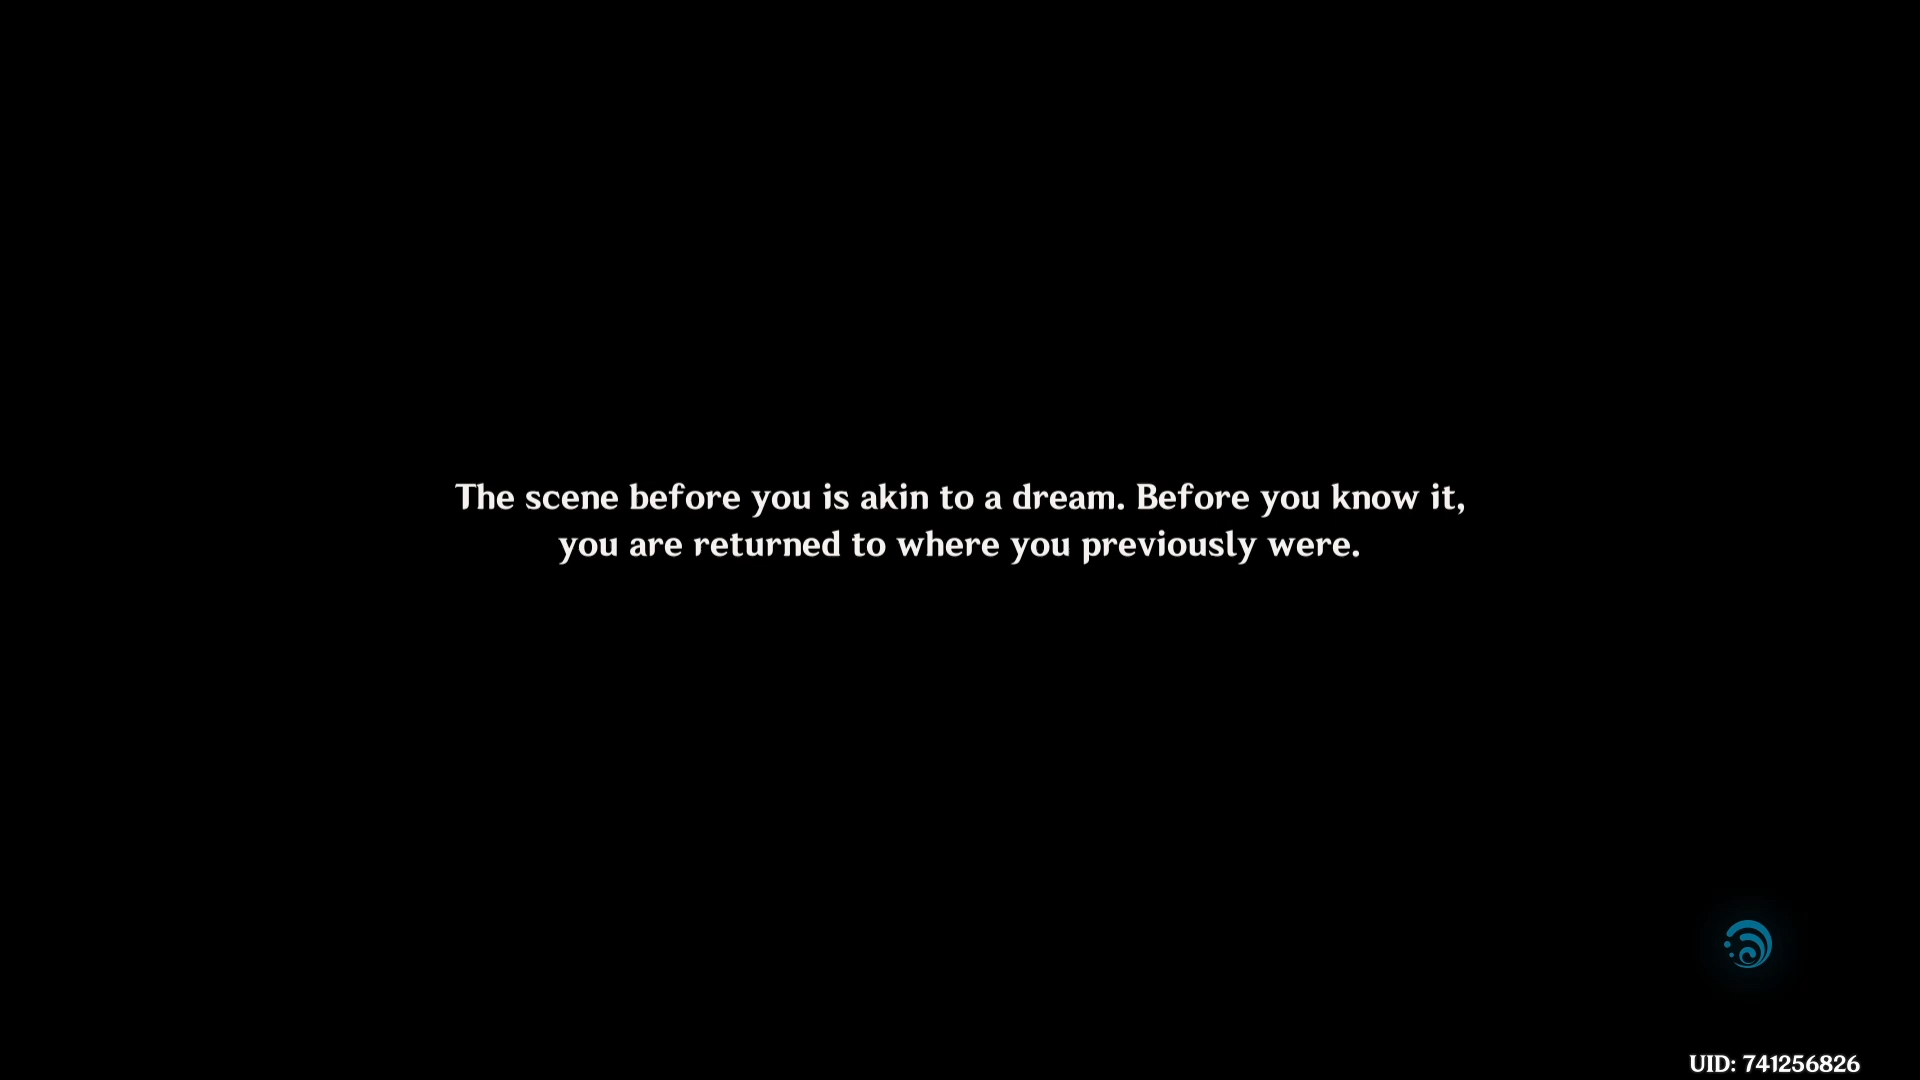 The scene before you is akin to a dream. Before you know it,
you are returned to where you previously were.
UID: 741256826